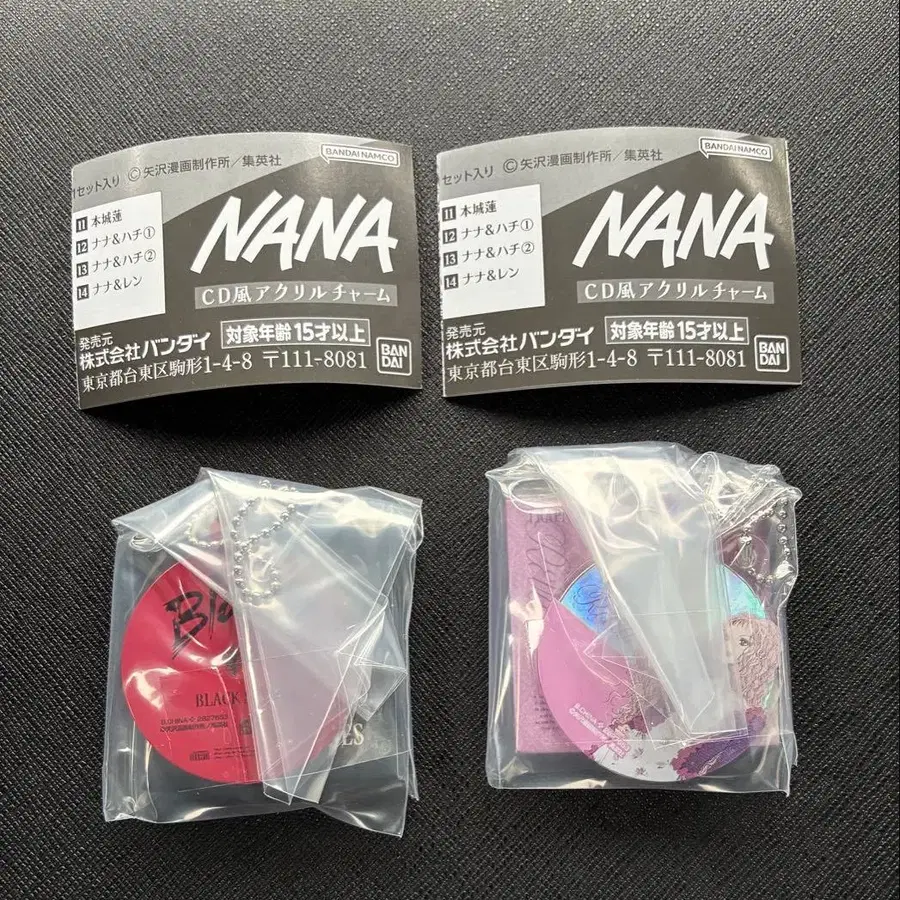 1セット入り ©矢沢漫画制作所／集英社
BANDAI NAMCO
11 本城蓮
12 ナナ&ハチ①
13 ナナ&ハチ②
14 ナナ&レン
NANA
CD風アクリルチャーム
発売元
株式会社バンダイ
対象年齢15才以上
東京都台東区駒形1-4-8 〒111-8081
BANDAI
セット入り ©矢沢漫画制作所／集英社
BANDAI NAMCO
11 本城蓮
12 ナナ&ハチ①
13 ナナ&ハチ②
14 ナナ&レン
NANA
CD風アクリルチャーム
発売元
株式会社バンダイ
対象年齢15才以上
東京都台東区駒形1-4-8 〒111-8081
BANDAI
BLACK